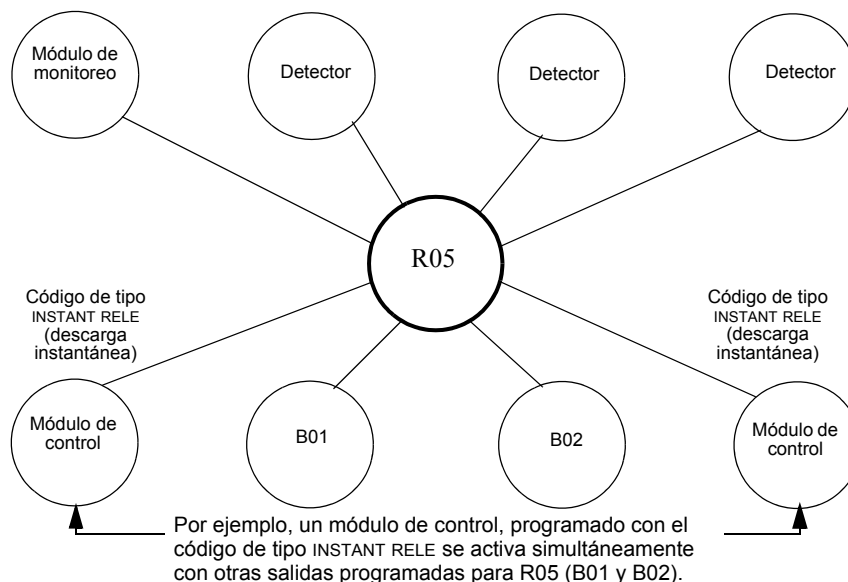 Módulo de
monitoreo
Detector
Detector
Detector
R05
Código de tipo
INSTANT RELE
(descarga
instantánea)
Código de tipo
INSTANT RELE
(descarga
instantánea)
Módulo de
control
B01
B02
Módulo de
control
Por ejemplo, un módulo de control, programado con el
código de tipo INSTANT RELE se activa simultáneamente
con otras salidas programadas para R05 (B01 y B02).